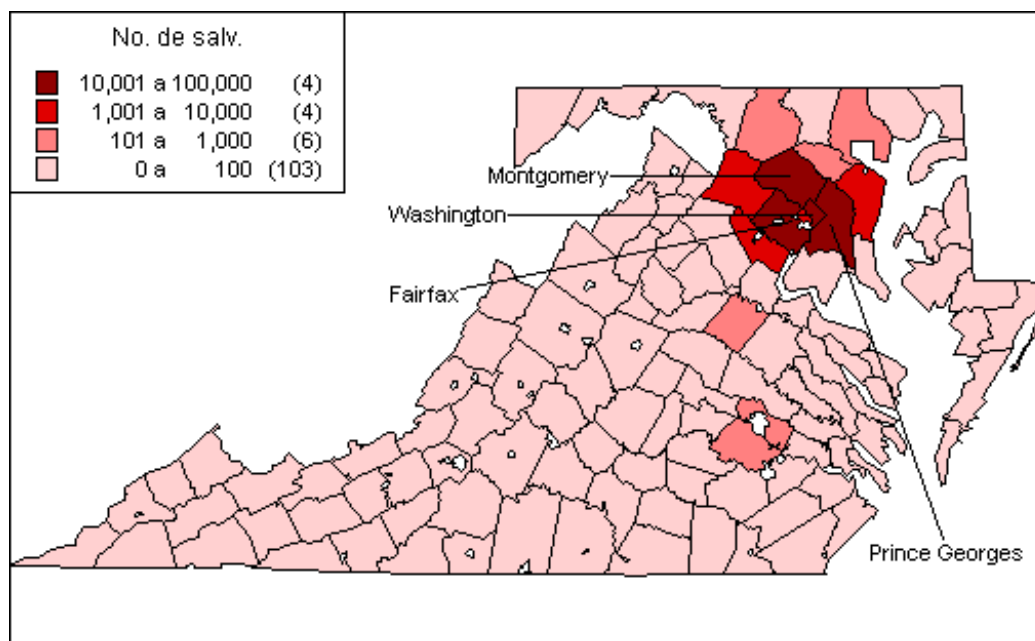 No. de salv.
10,001 a 100,000 (4)
1,001 a 10,000 (4)
101 a 1,000 (6)
0 a 100 (103)
Montgomery
Washington
Fairfax
Prince Georges